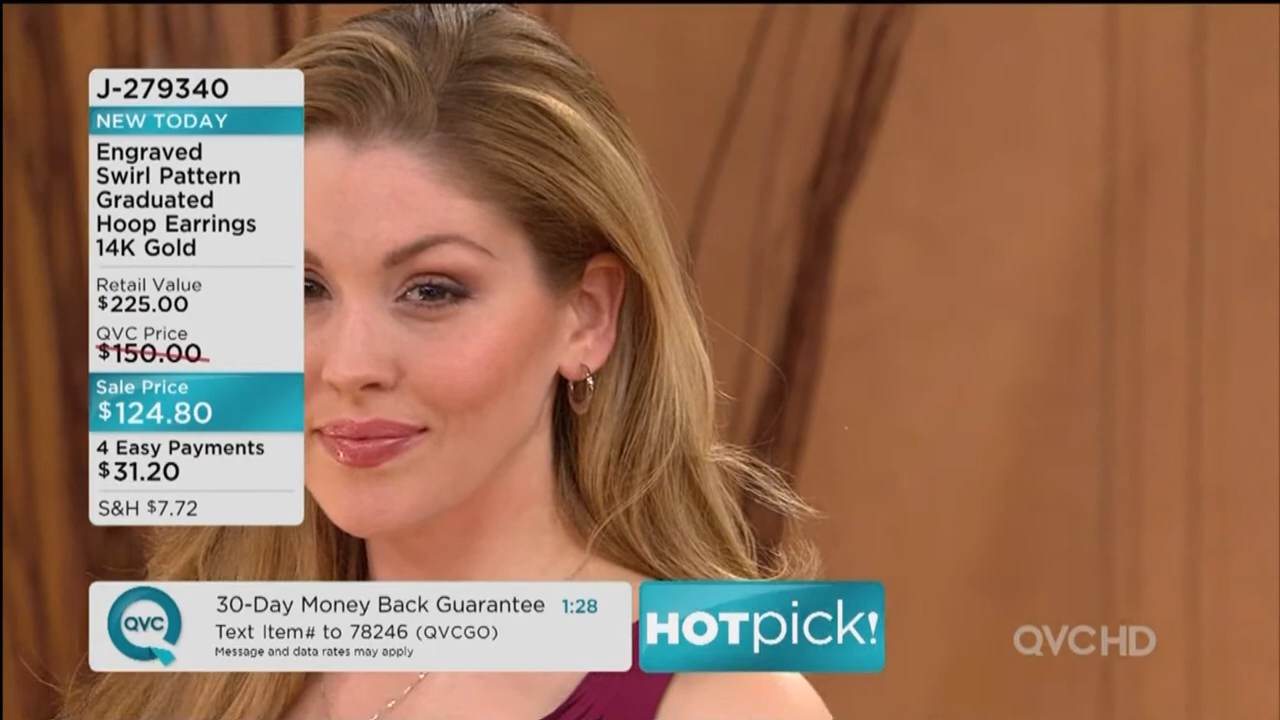 J-279340
NEW TODAY
Engraved
Swirl Pattern
Graduated
Hoop Earrings
14K Gold
Retail Value
$225.00
QVC Price
$150.00
Sale Price
$124.80
4 Easy Payments
$31.20
S&H $7.72
QVC
30-Day Money Back Guarantee 1:28
Text Item# to 78246 (QVCGO)
Message and data rates may apply
HOTpick!
QVCHD